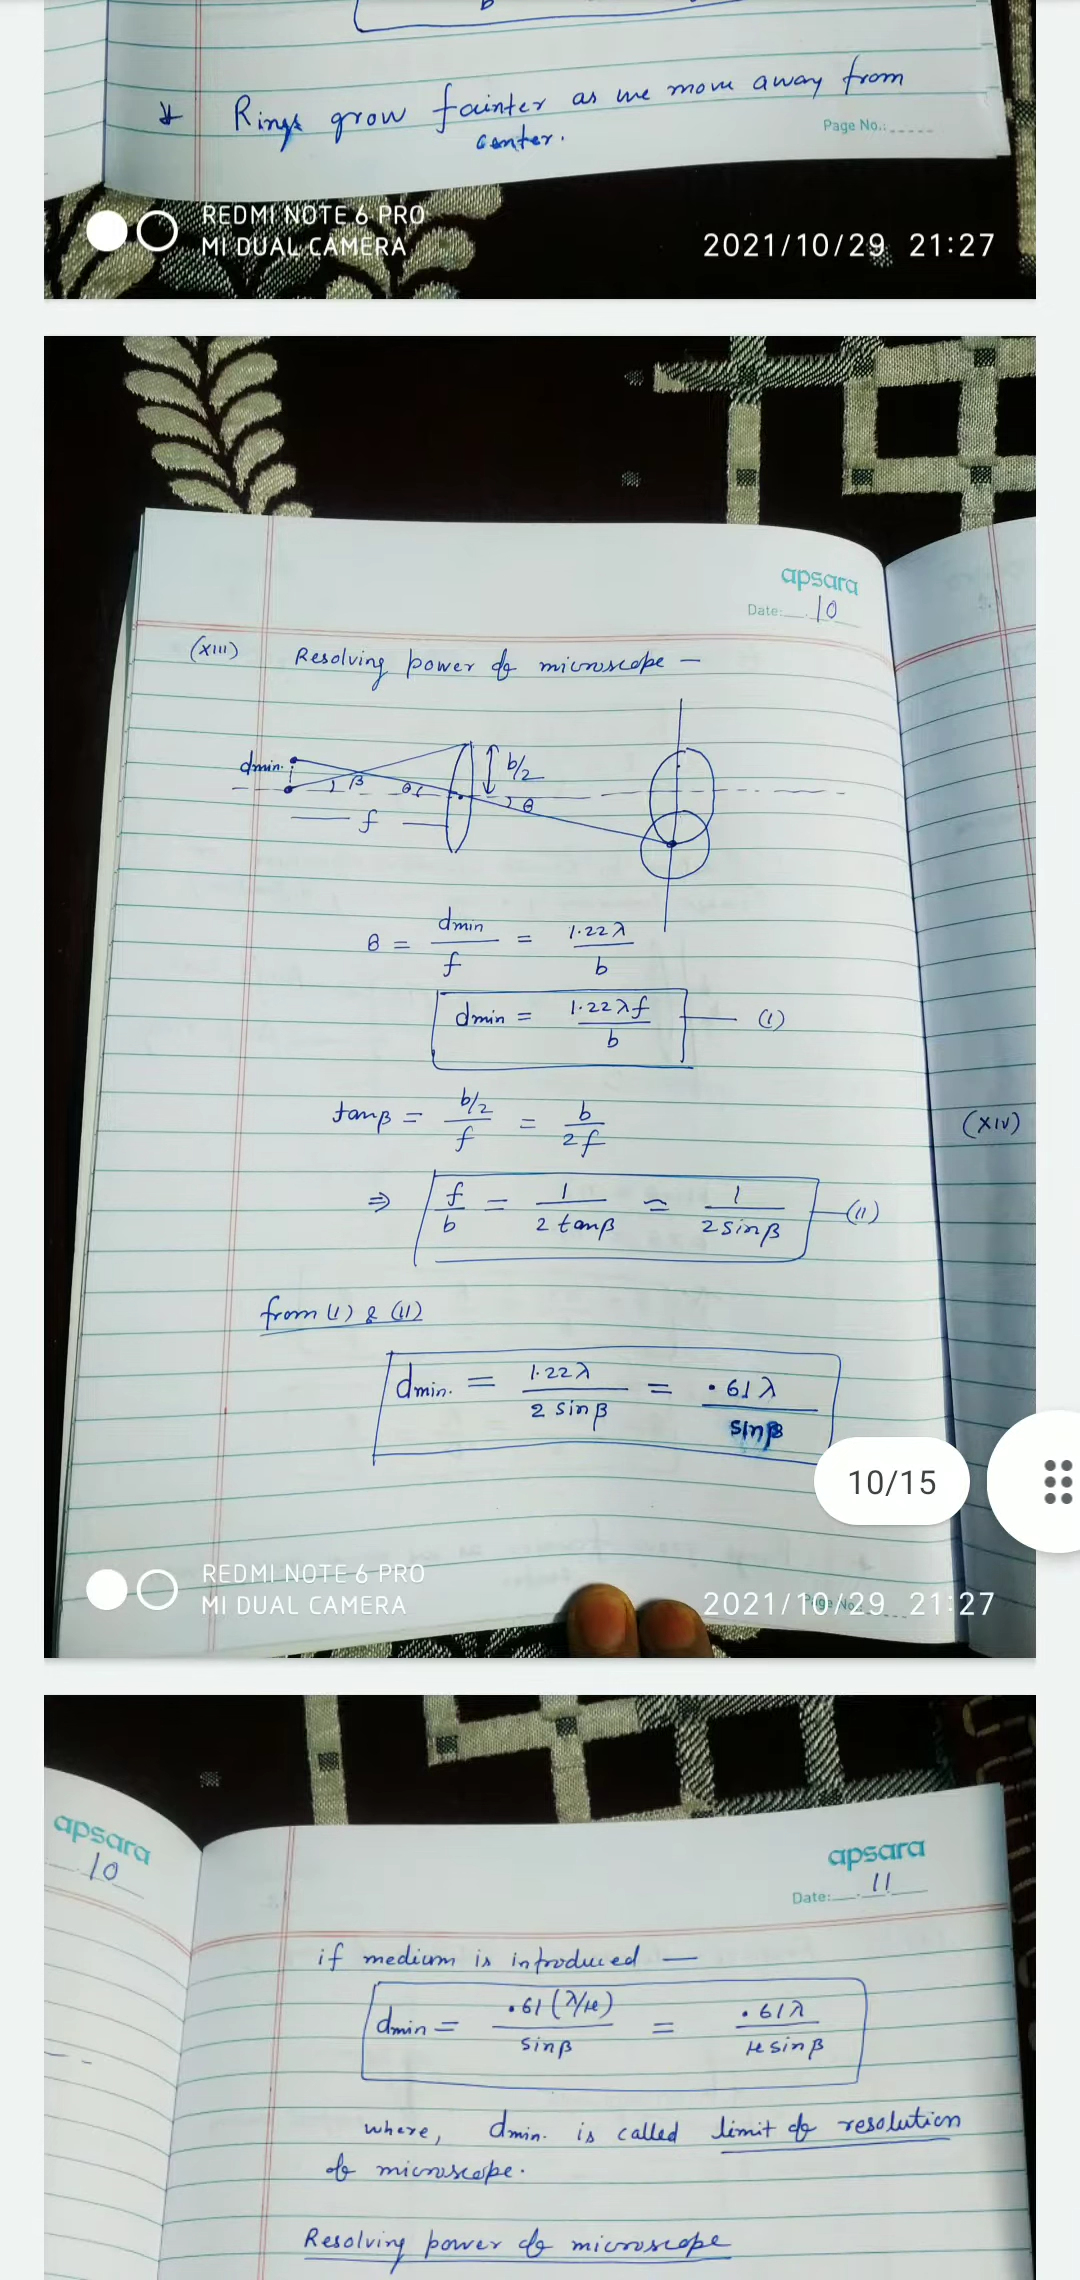 * Rings grow fainter as we move away from
center.
Page No.:
REDMI NOTE 6 PRO
MI DUAL CAMERA
2021/10/29 21:27
apsara
Date: 10
(XIII) Resolving power of microscope —
dmin. β θ b/2 θ
f
θ = dmin/f = 1.22λ/b
dmin = 1.22λf/b — (I)
tanβ = b/2/f = b/2f
(XIV)
⇒ f/b = 1/2 tanβ ≈ 1/2 sinβ — (II)
from (I) & (II)
dmin. = 1.22λ/2 sinβ = .61λ/sinβ
10/15
REDMI NOTE 6 PRO
MI DUAL CAMERA
Page No.
2021/10/29 21:27
apsara
10
apsara
Date: 11
if medium is introduced —
dmin = .61(λ/μ)/sinβ = .61λ/μ sinβ
where, dmin. is called limit of resolution
of microscope.
Resolving power of microscope